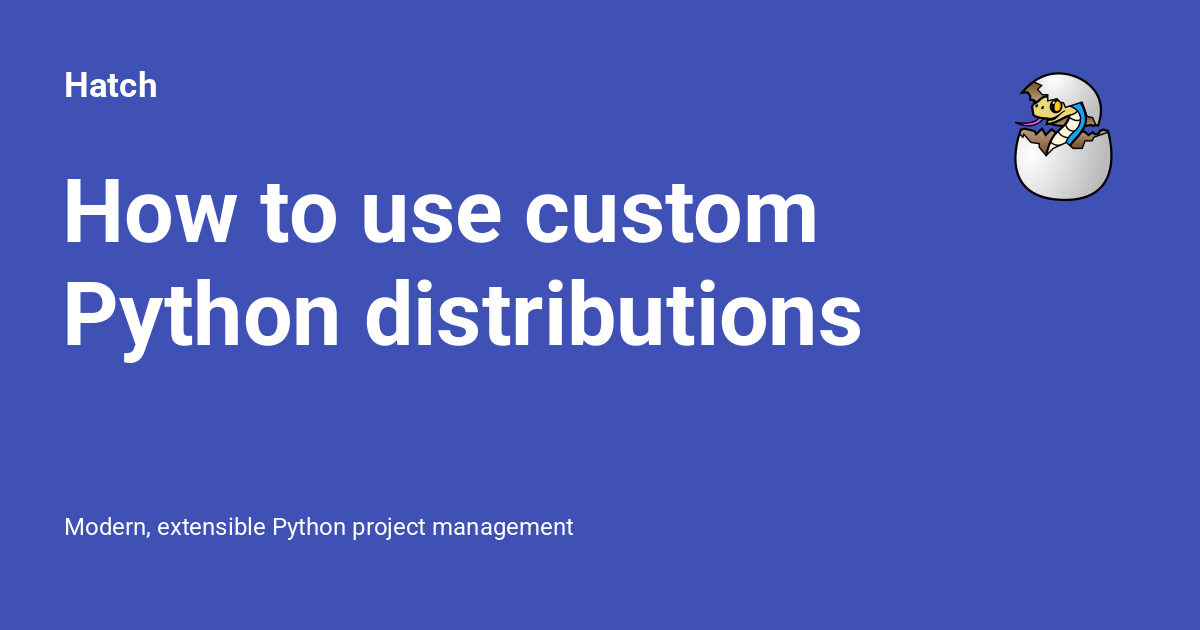 Hatch
How to use custom
Python distributions
Modern, extensible Python project management